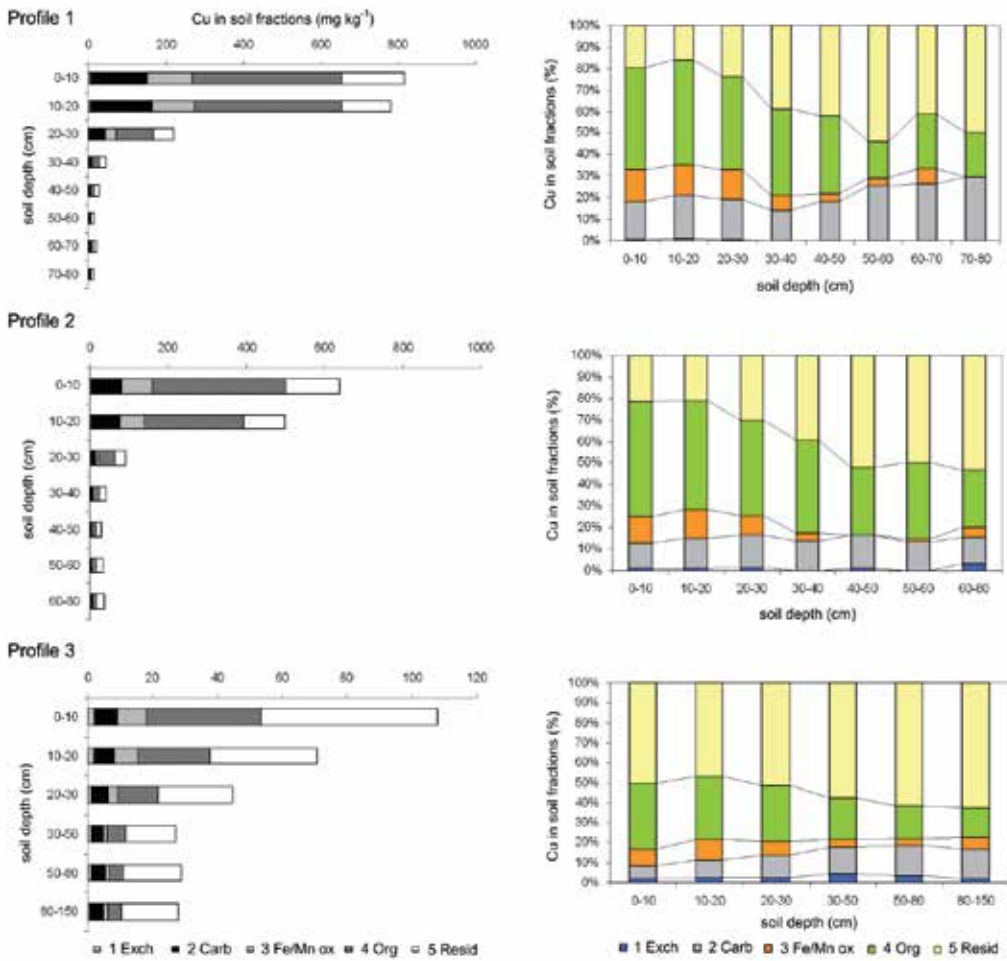 Profile 1
Cu in soil fractions (mg kg⁻¹)
0 200 400 600 800 1000
soil depth (cm)
0-10
10-20
20-30
30-40
40-50
50-60
60-70
70-80
Cu in soil fractions (%)
100%
90%
80%
70%
60%
50%
40%
30%
20%
10%
0%
0-10 10-20 20-30 30-40 40-50 50-60 60-70 70-80
soil depth (cm)
Profile 2
0 200 400 600 800 1000
soil depth (cm)
0-10
10-20
20-30
30-40
40-50
50-60
60-80
Cu in soil fractions (%)
100%
90%
80%
70%
60%
50%
40%
30%
20%
10%
0%
0-10 10-20 20-30 30-40 40-50 50-60 60-80
soil depth (cm)
Profile 3
0 20 40 60 80 100 120
soil depth (cm)
0-10
10-20
20-30
30-50
50-80
80-150
1 Exch 2 Carb 3 Fe/Mn ox 4 Org 5 Resid
Cu in soil fractions (%)
100%
90%
80%
70%
60%
50%
40%
30%
20%
10%
0%
0-10 10-20 20-30 30-50 50-80 80-150
soil depth (cm)
1 Exch 2 Carb 3 Fe/Mn ox 4 Org 5 Resid